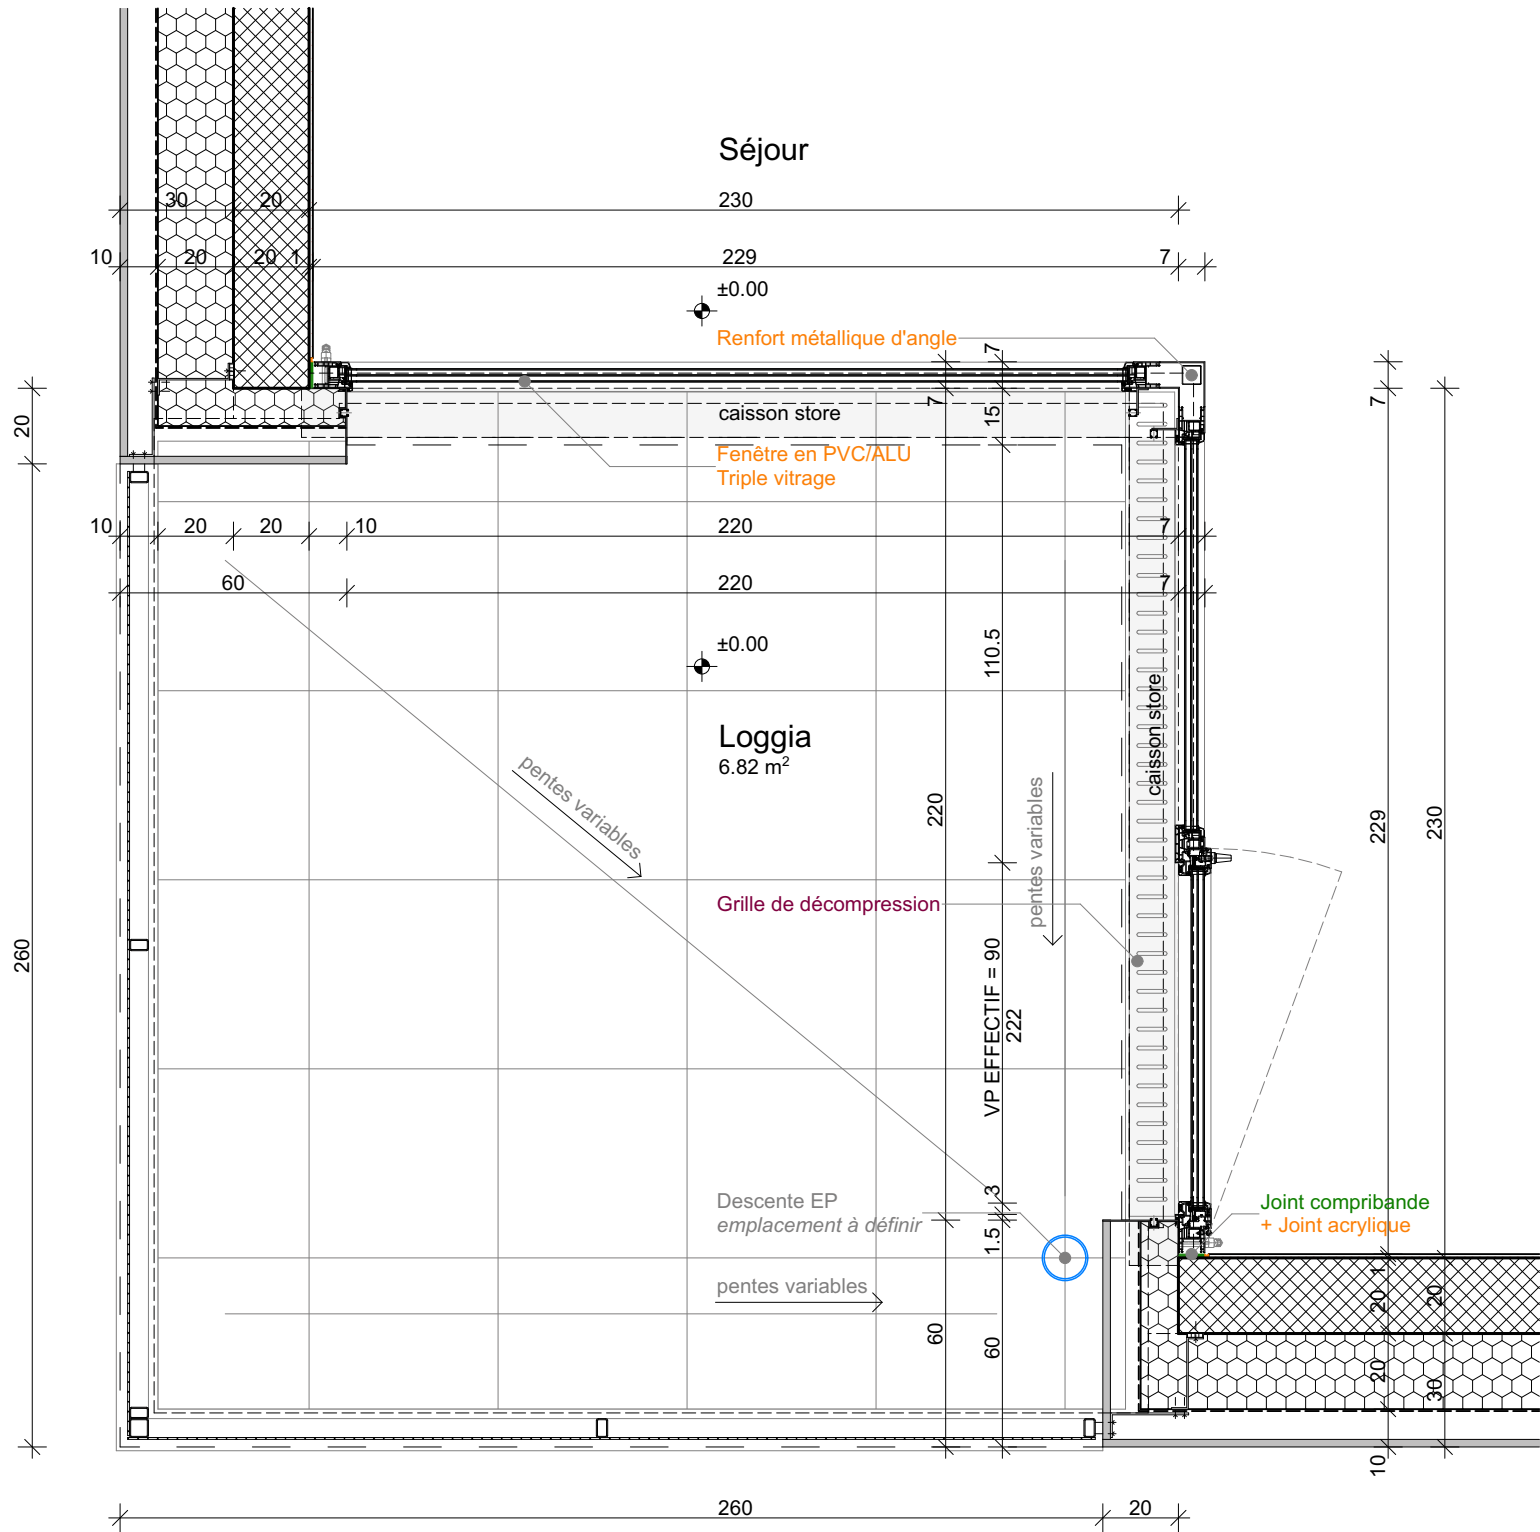 Séjour
30
20
230
10
20
20
1
229
7
±0.00
Renfort métallique d'angle
7
7
15
7
20
caisson store
Fenêtre en PVC/ALU
Triple vitrage
10
20
20
10
220
7
60
220
7
±0.00
110.5
Loggia
6.82 m²
caisson store
pentes variables
pentes variables
220
229
230
Grille de décompression
260
VP EFFECTIF = 90
222
3
Descente EP
emplacement à définir
1.5
Joint compribande
+ Joint acrylique
pentes variables
1
20
20
60
60
20
30
10
260
20